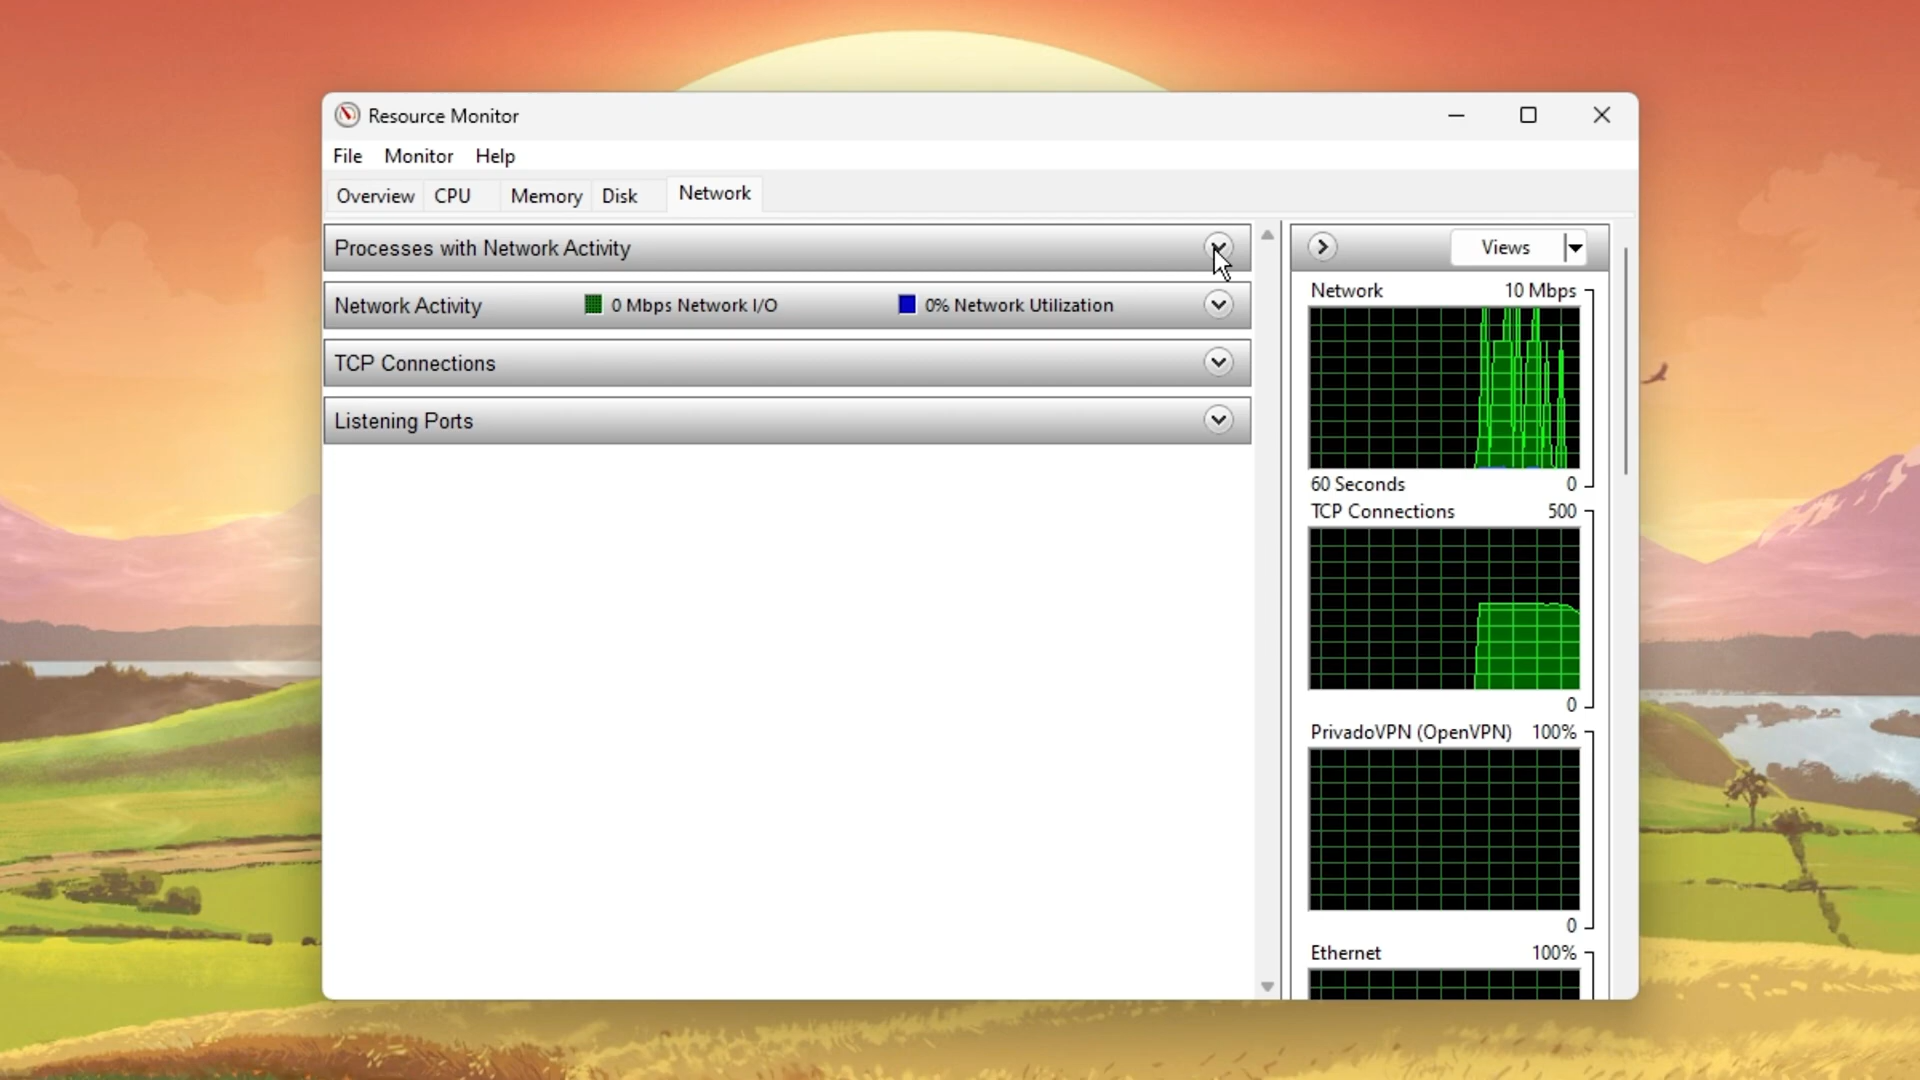 Resource Monitor
File Monitor Help
Overview CPU Memory Disk Network
Processes with Network Activity
Network Activity 0 Mbps Network I/O 0% Network Utilization
TCP Connections
Listening Ports
Views
Network 10 Mbps
60 Seconds 0
TCP Connections 500
0
PrivadoVPN (OpenVPN) 100%
0
Ethernet 100%